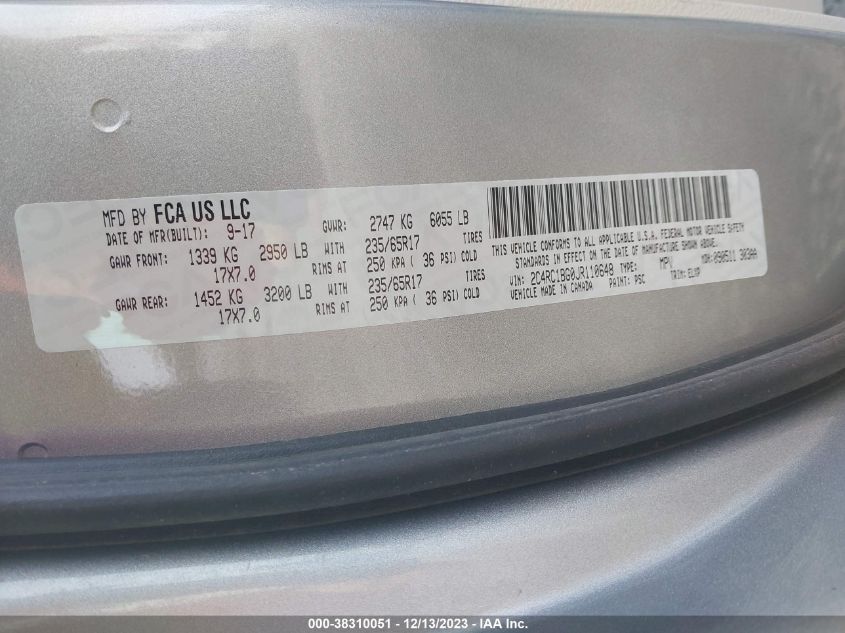 MFD BY FCA US LLC
DATE OF MFR(BUILT): 9-17 GVWR: 2747 KG 6055 LB
GAWR FRONT: 1339 KG 2950 LB WITH 235/65R17 TIRES
17X7.0 RIMS AT 250 KPA ( 36 PSI) COLD
GAWR REAR: 1452 KG 3200 LB WITH 235/65R17 TIRES
17X7.0 RIMS AT 250 KPA ( 36 PSI) COLD
THIS VEHICLE CONFORMS TO ALL APPLICABLE U.S.A. FEDERAL MOTOR VEHICLE SAFETY
STANDARDS IN EFFECT ON THE DATE OF MANUFACTURE SHOWN ABOVE.
VIN: 2C4RC1BG0JR110648 TYPE: MPV MDH: 090511 303AA
VEHICLE MADE IN CANADA PAINT: PSC TRIM:
000-38310051 - 12/13/2023 - IAA Inc.